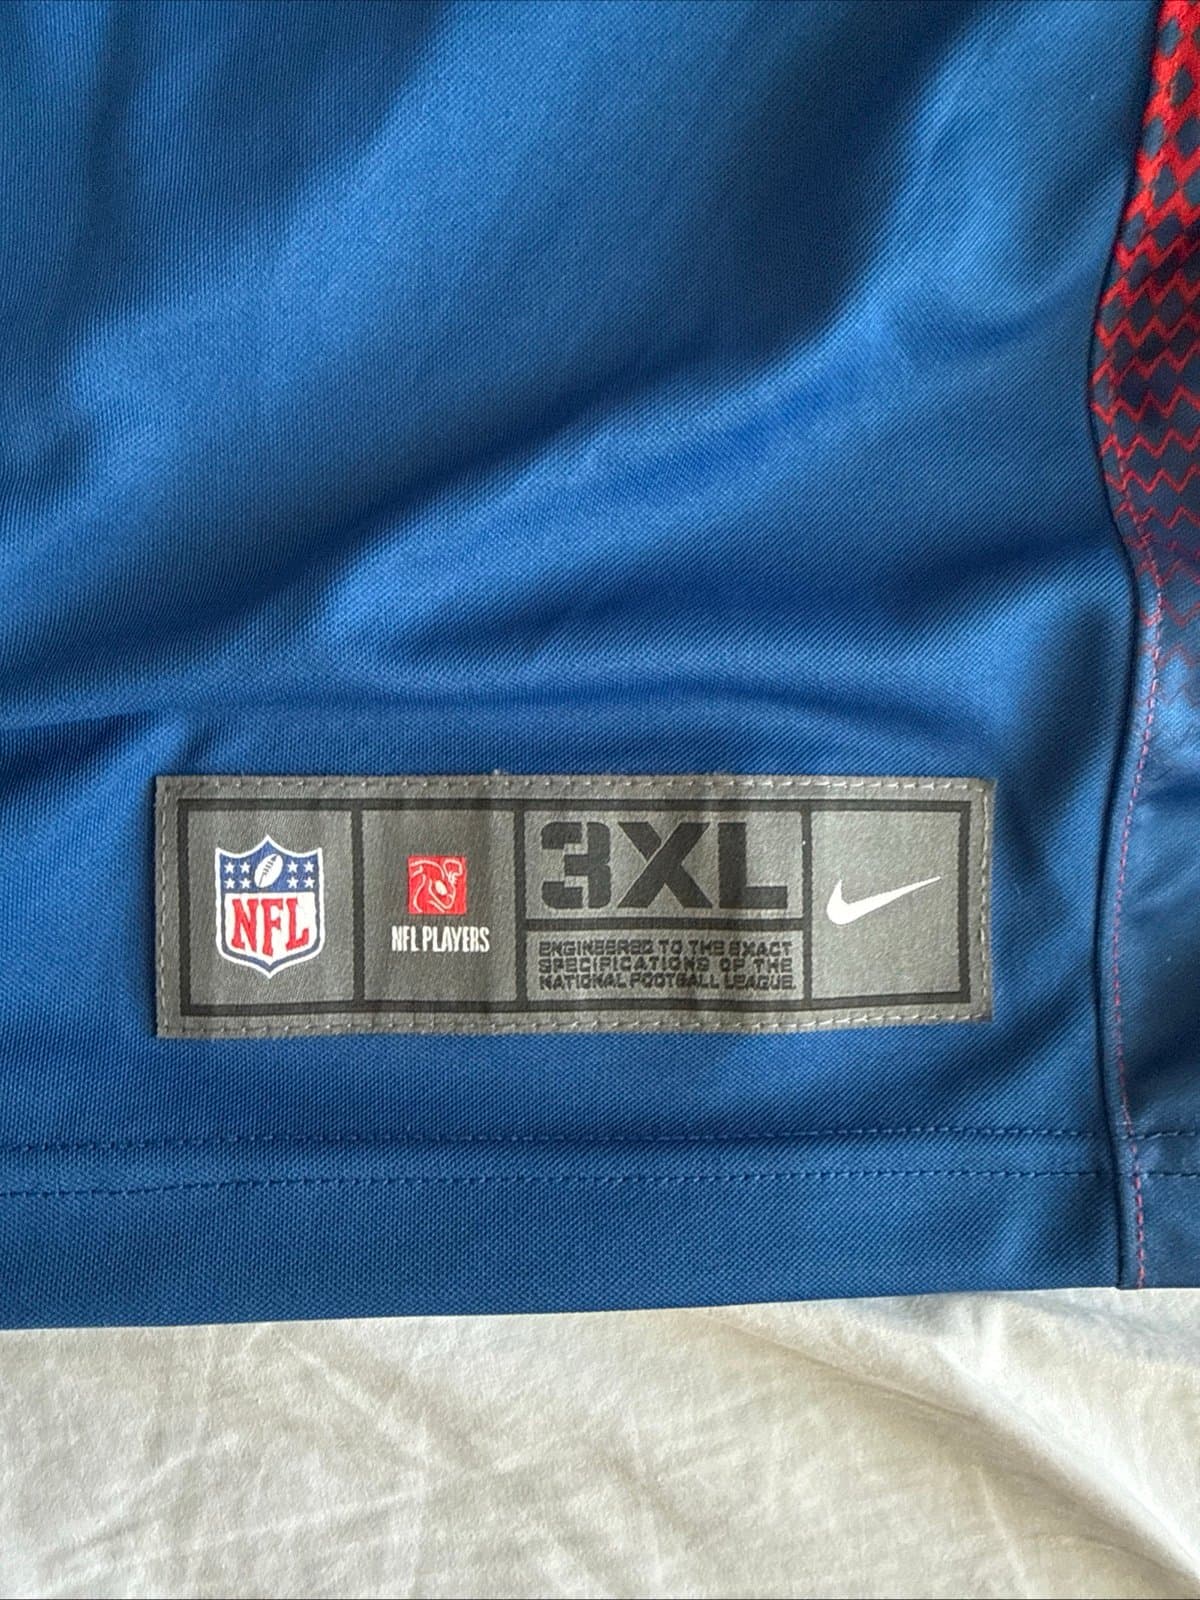 NFL
NFL PLAYERS
3XL
ENGINEERED TO THE EXACT
SPECIFICATIONS OF THE
NATIONAL FOOTBALL LEAGUE.